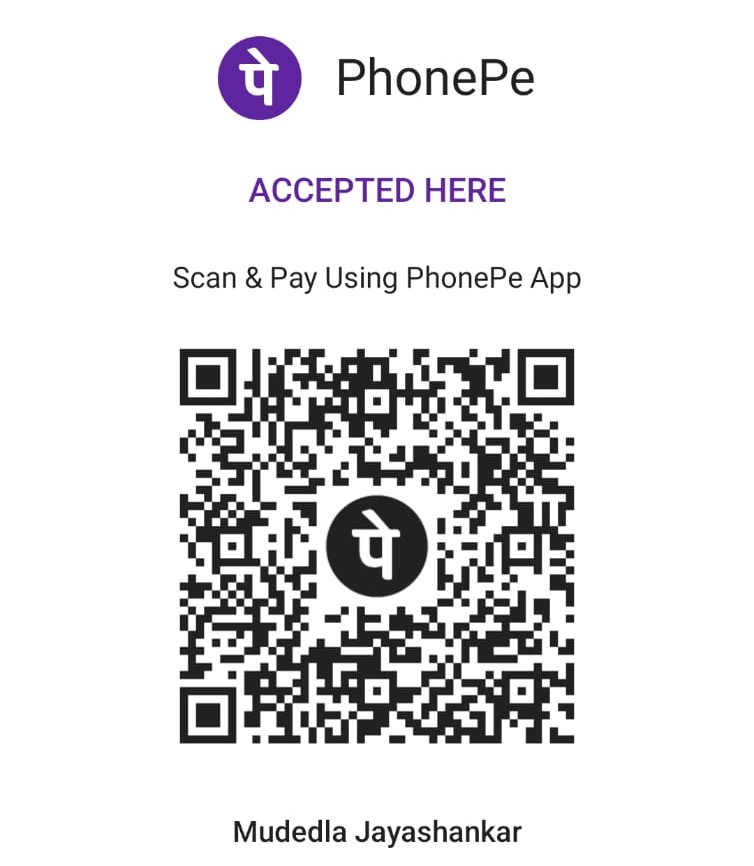 पे PhonePe
ACCEPTED HERE
Scan & Pay Using PhonePe App
पे
Mudedla Jayashankar